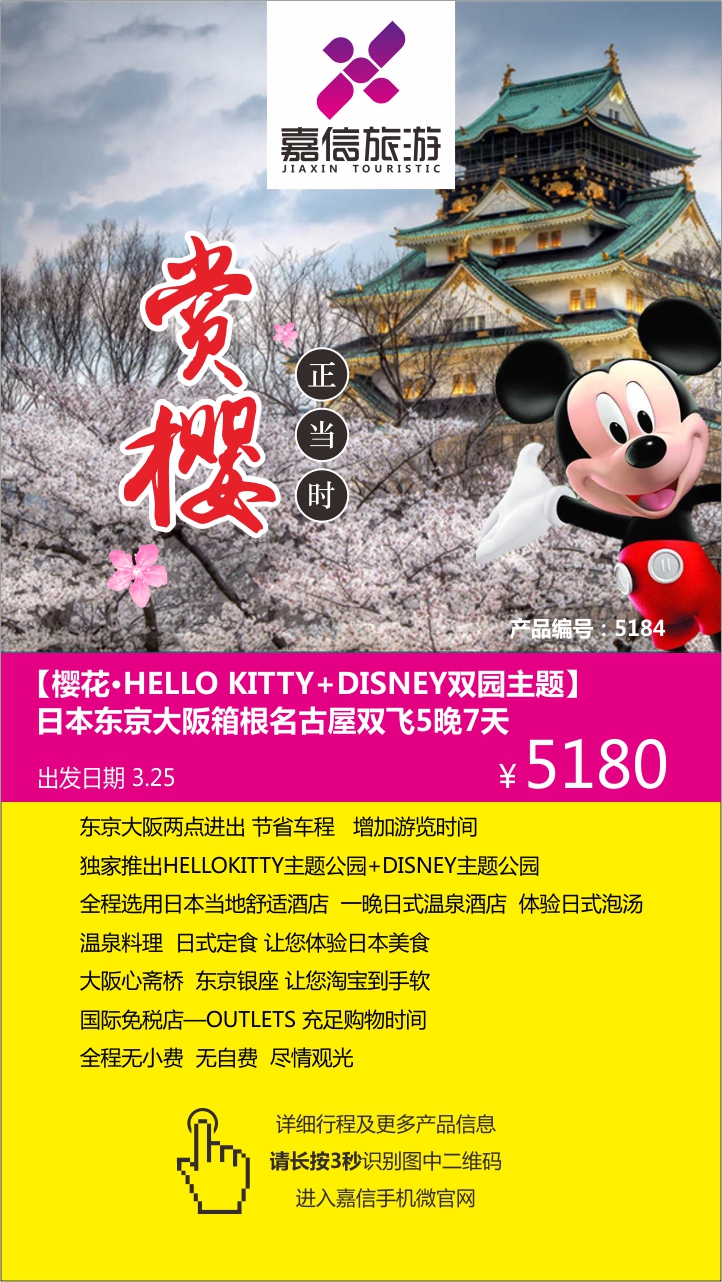 嘉信旅游
JIAXIN TOURISTIC
赏樱
正当时
产品编号：5184
【樱花•HELLO KITTY+DISNEY双园主题】
日本东京大阪箱根名古屋双飞5晚7天
出发日期 3.25
¥5180
东京大阪两点进出 节省车程 增加游览时间
独家推出HELLOKITTY主题公园+DISNEY主题公园
全程选用日本当地舒适酒店 一晚日式温泉酒店 体验日式泡汤
温泉料理 日式定食 让您体验日本美食
大阪心斋桥 东京银座 让您淘宝到手软
国际免税店—OUTLETS 充足购物时间
全程无小费 无自费 尽情观光
详细行程及更多产品信息
请长按3秒识别图中二维码
进入嘉信手机微官网